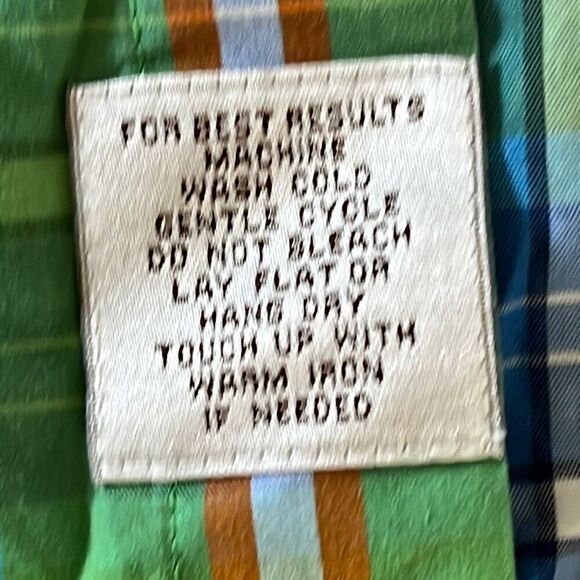 FOR BEST RESULTS
MACHINE
WASH COLD
GENTLE CYCLE
DO NOT BLEACH
LAY FLAT OR
HANG DRY
TOUCH UP WITH
WARM IRON
IF NEEDED